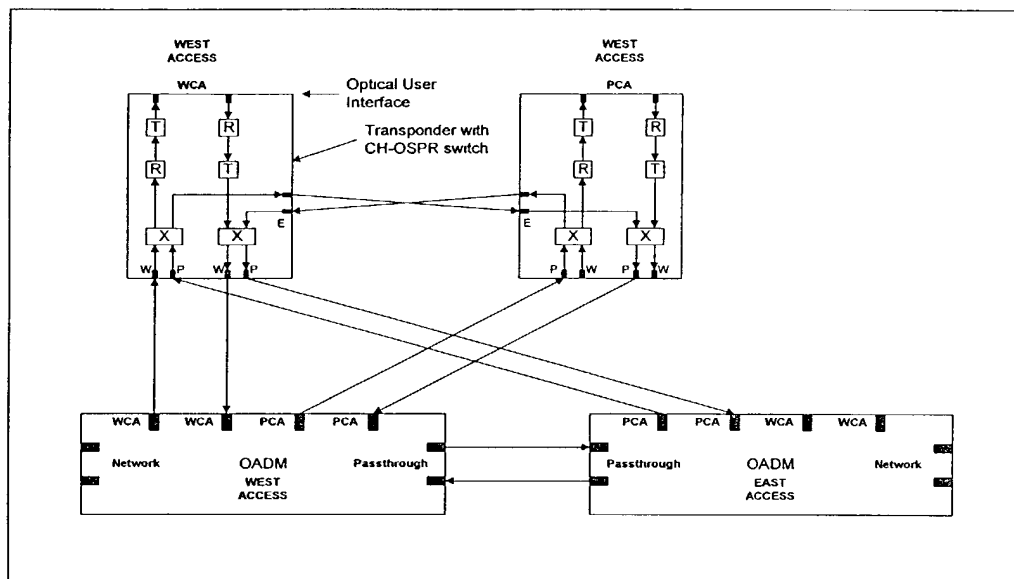 WEST
ACCESS
WCA
Optical User
Interface
Transponder with
CH-OSPR switch
T
R
R
T
E
X
X
W
P
W
P
WEST
ACCESS
PCA
T
R
R
T
E
X
X
P
W
P
W
WCA
WCA
PCA
PCA
Network
OADM
Passthrough
WEST
ACCESS
PCA
PCA
WCA
WCA
Passthrough
OADM
Network
EAST
ACCESS